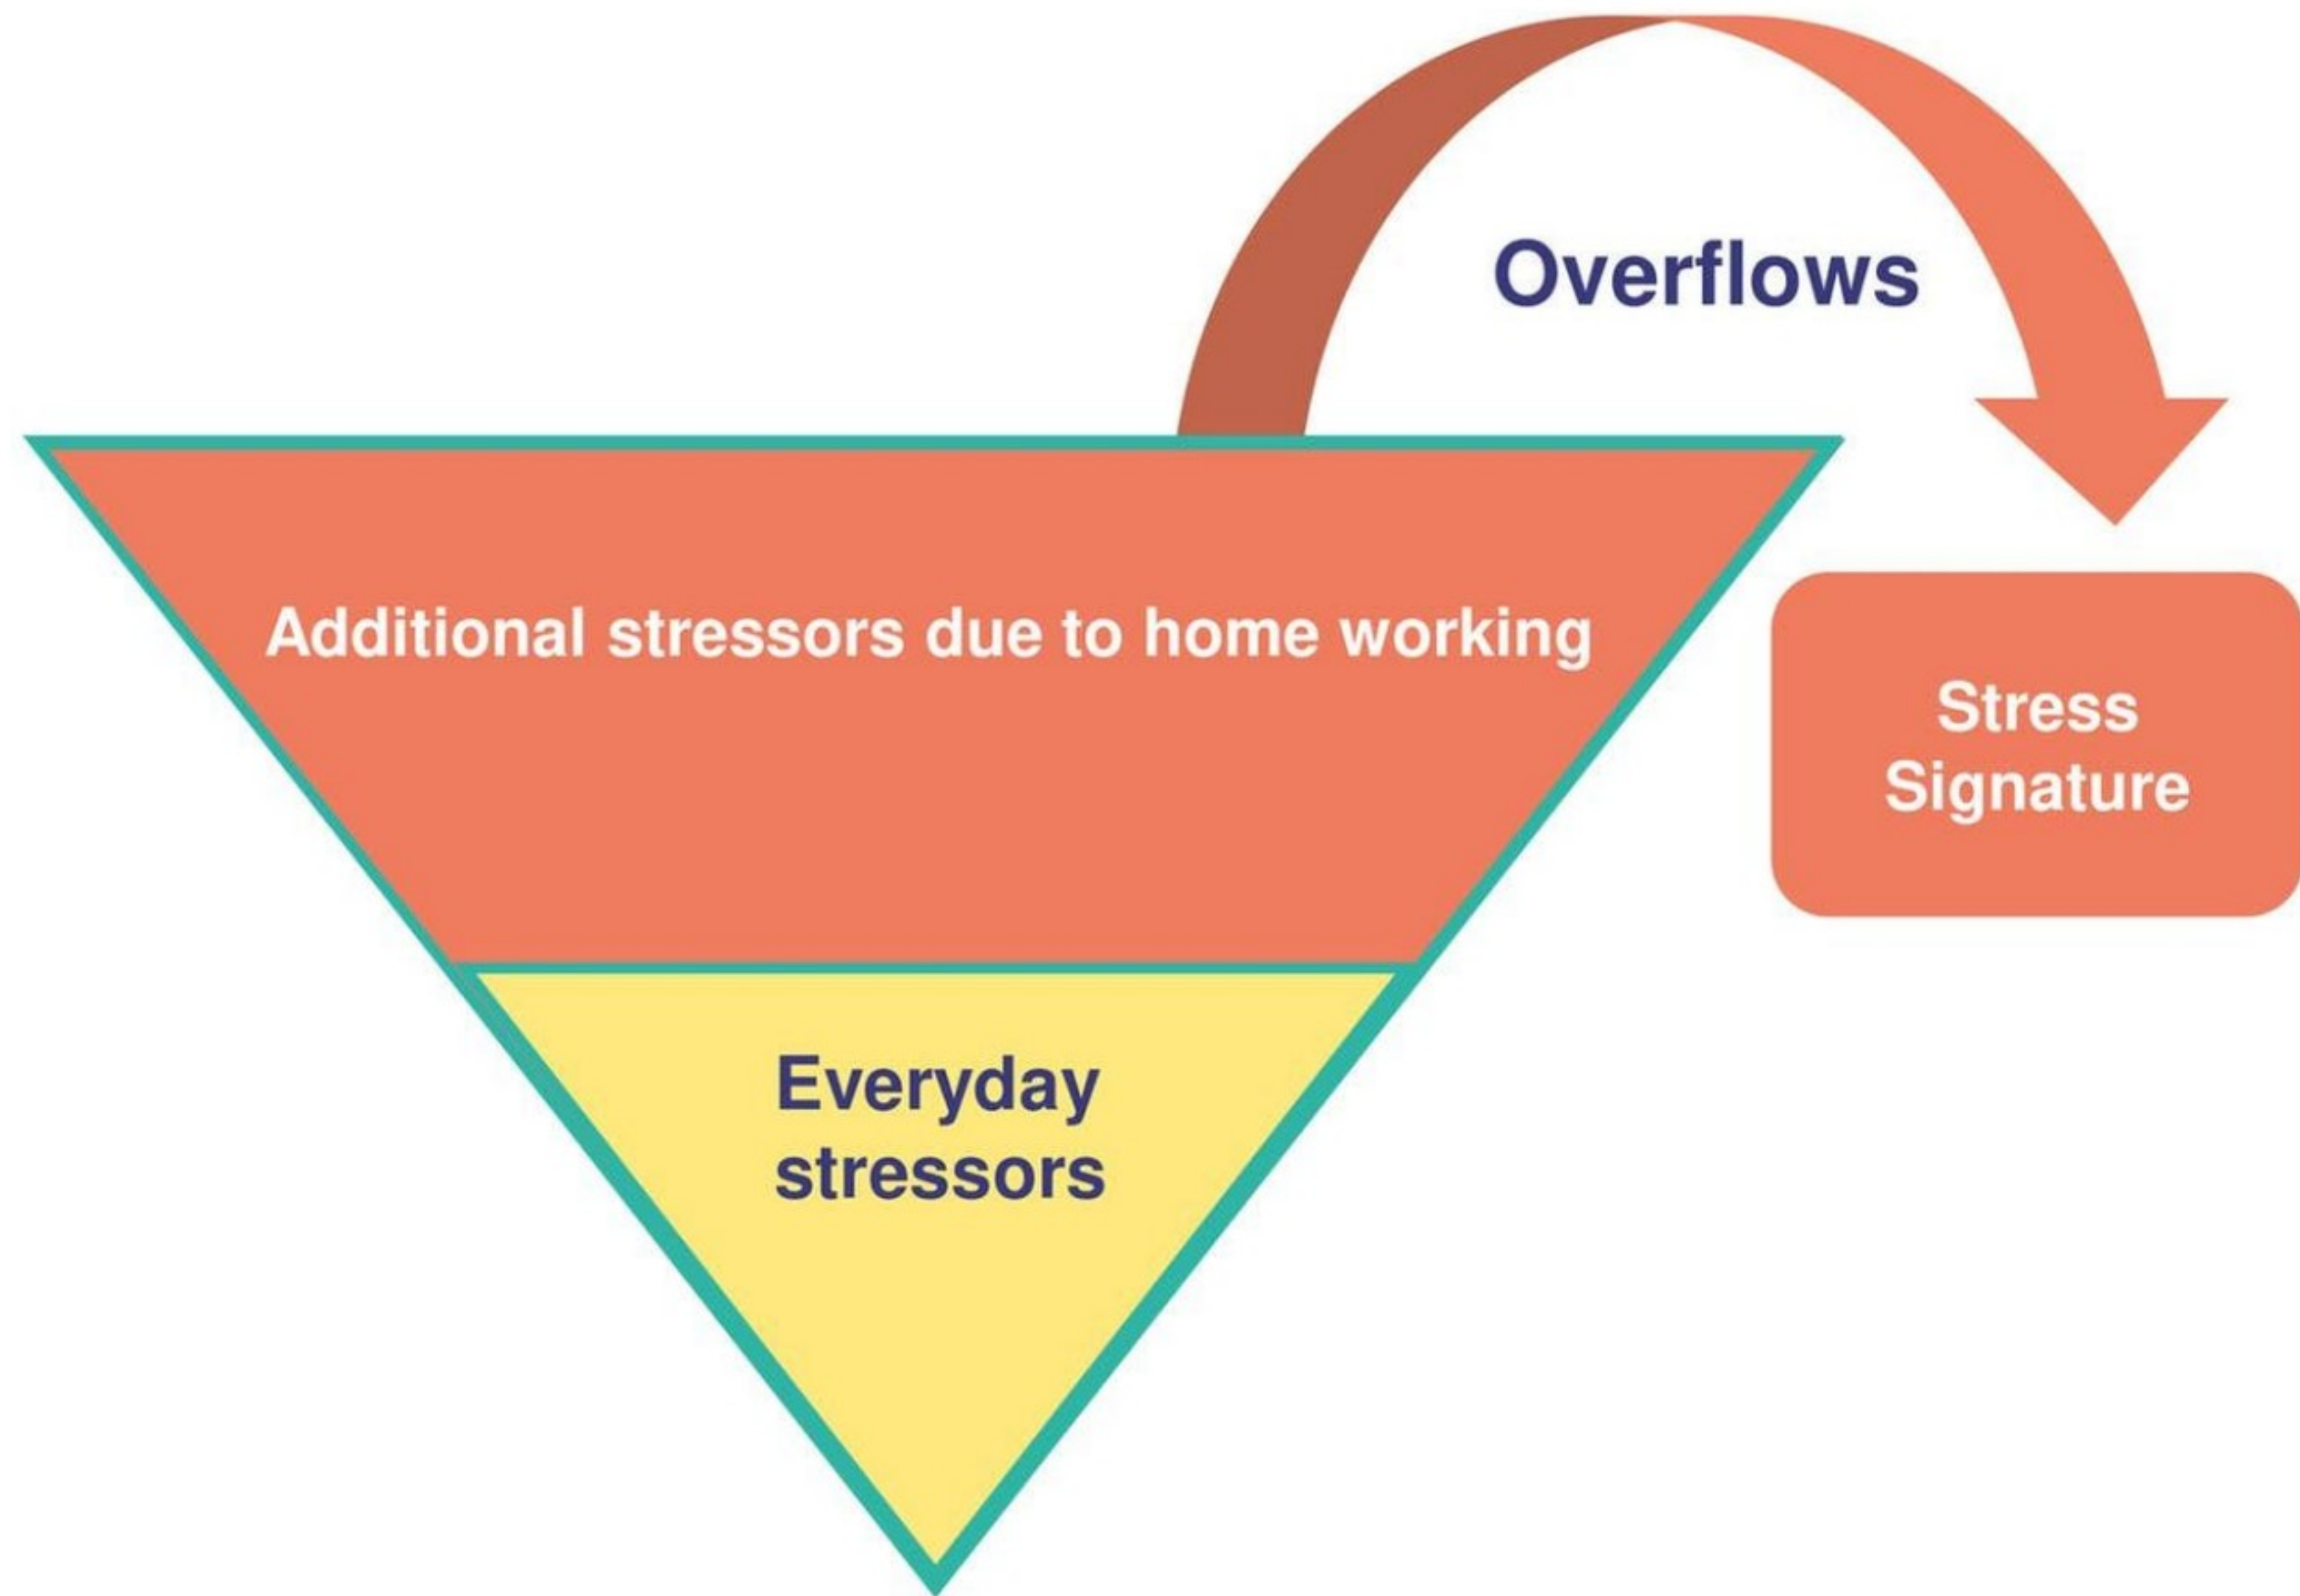 Overflows
Additional stressors due to home working
Stress
Signature
Everyday
stressors